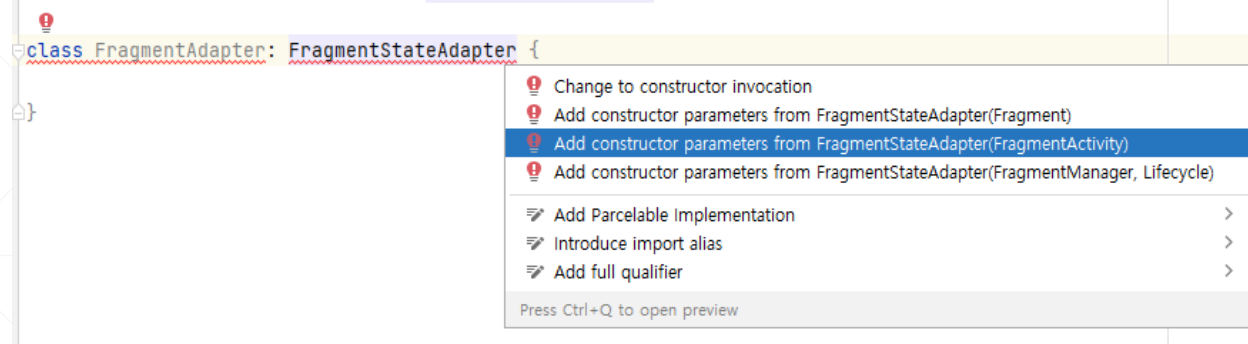 class FragmentAdapter: FragmentStateAdapter {
Change to constructor invocation
Add constructor parameters from FragmentStateAdapter(Fragment)
Add constructor parameters from FragmentStateAdapter(FragmentActivity)
Add constructor parameters from FragmentStateAdapter(FragmentManager, Lifecycle)
}
Add Parcelable Implementation
Introduce import alias
Add full qualifier
Press Ctrl+Q to open preview